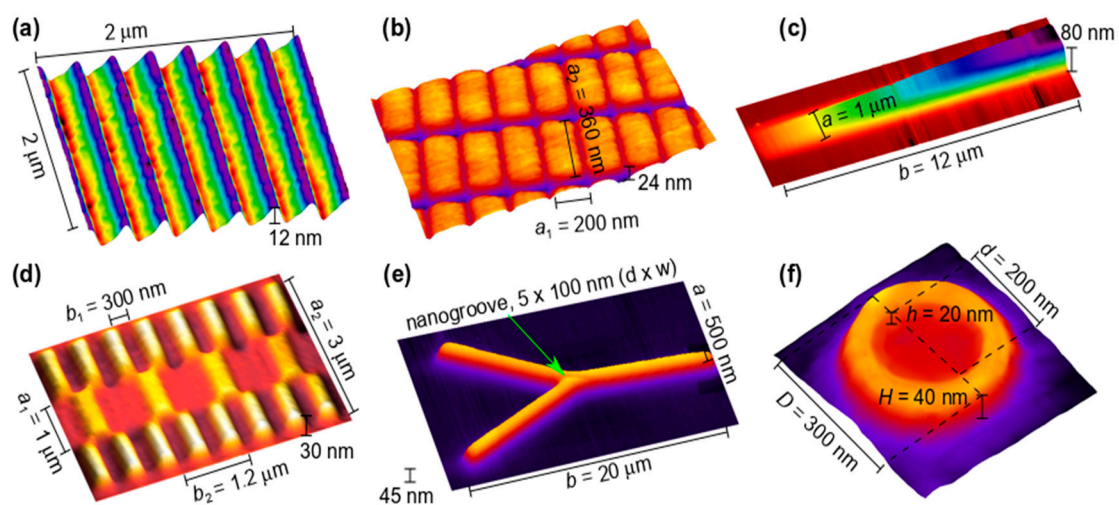 (a)
2 μm
2 μm
12 nm
(b)
a₂ = 360 nm
24 nm
a₁ = 200 nm
(c)
80 nm
a = 1 μm
b = 12 μm
(d)
b₁ = 300 nm
a₂ = 3 μm
a₁ = 1 μm
30 nm
b₂ = 1.2 μm
(e)
nanogroove, 5 x 100 nm (d x w)
a = 500 nm
b = 20 μm
45 nm
(f)
d = 200 nm
h = 20 nm
H = 40 nm
D = 300 nm